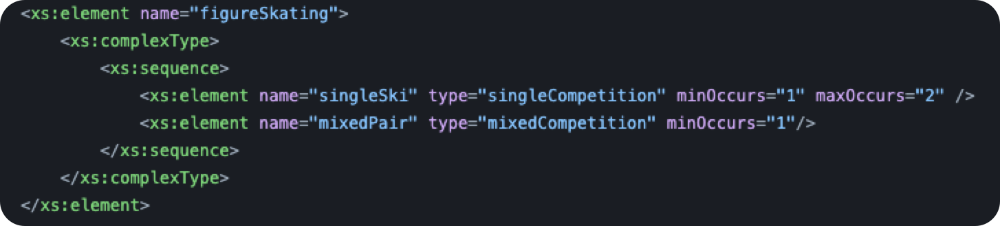 <xs:element name="figureSkating">
<xs:complexType>
<xs:sequence>
<xs:element name="singleSki" type="singleCompetition" minOccurs="1" maxOccurs="2" />
<xs:element name="mixedPair" type="mixedCompetition" minOccurs="1"/>
</xs:sequence>
</xs:complexType>
</xs:element>